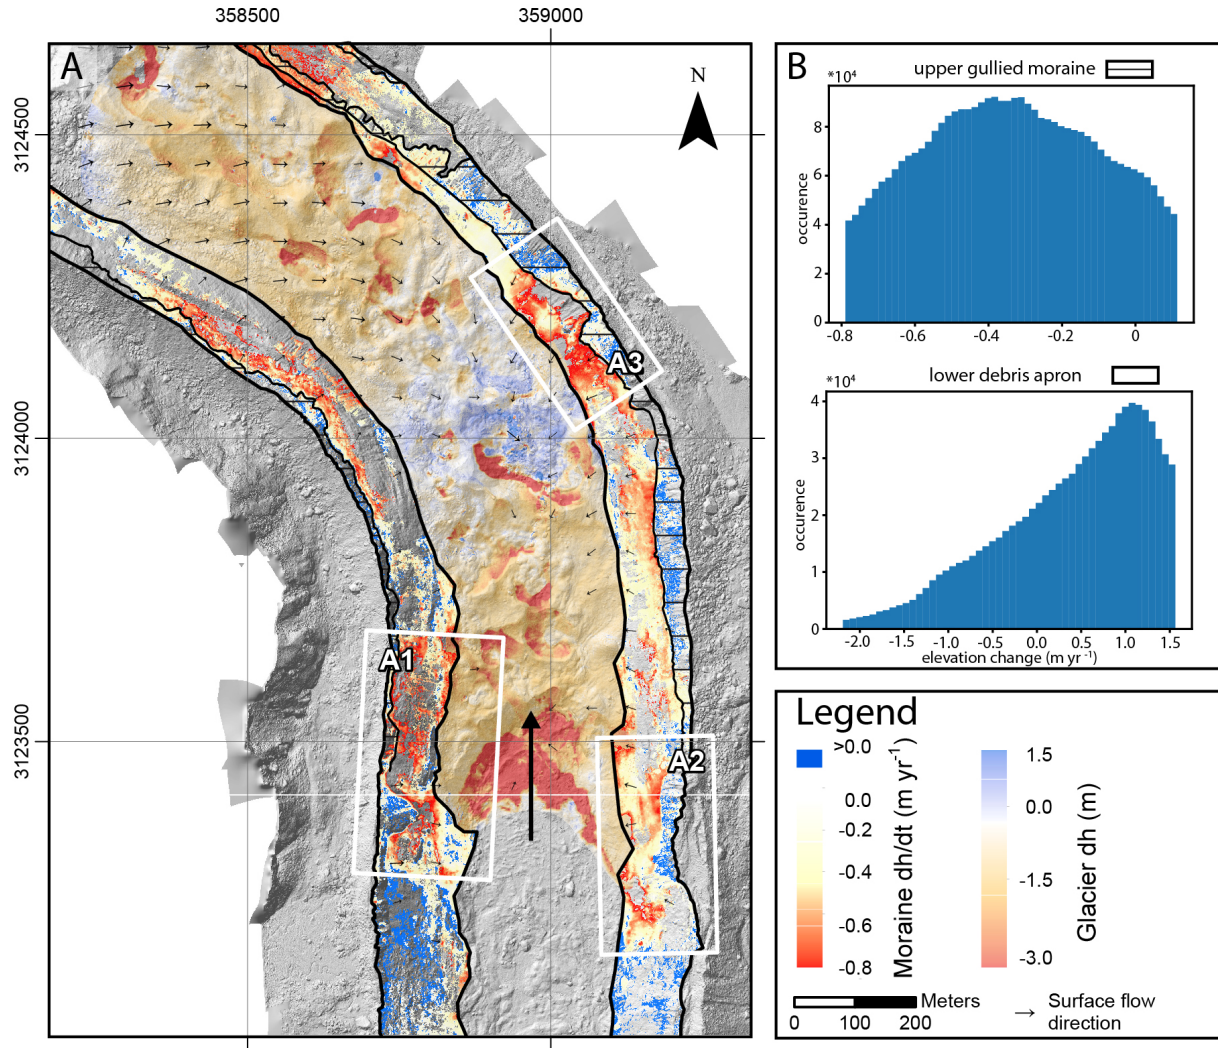 358500
359000
A
N
3124500
3124000
3123500
A3
A1
A2
B
upper gullied moraine
*10⁴
8
6
4
2
0
occurence
-0.8
-0.6
-0.4
-0.2
0
lower debris apron
*10⁴
4
3
2
1
0
occurence
-2.0
-1.5
-1.0
-0.5
0.0
0.5
1.0
1.5
elevation change (m yr ⁻¹)
Legend
>0.0
0.0
-0.2
-0.4
-0.6
-0.8
Moraine dh/dt (m yr⁻¹)
1.5
0.0
-1.5
-3.0
Glacier dh (m)
Meters
0 100 200
→ Surface flow
direction